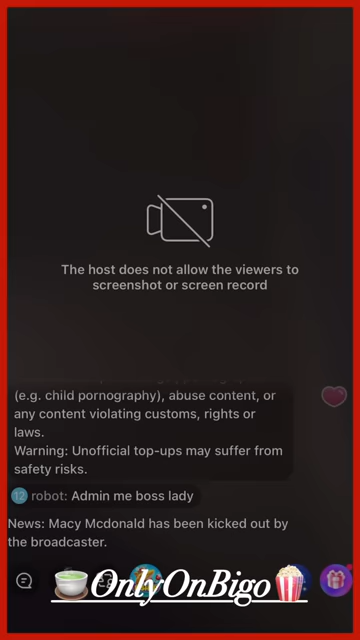 The host does not allow the viewers to
screenshot or screen record
(e.g. child pornography), abuse content, or
any content violating customs, rights or
laws.
Warning: Unofficial top-ups may suffer from
safety risks.
12 robot: Admin me boss lady
News: Macy Mcdonald has been kicked out by
the broadcaster.
🍵OnlyOnBigo🍿